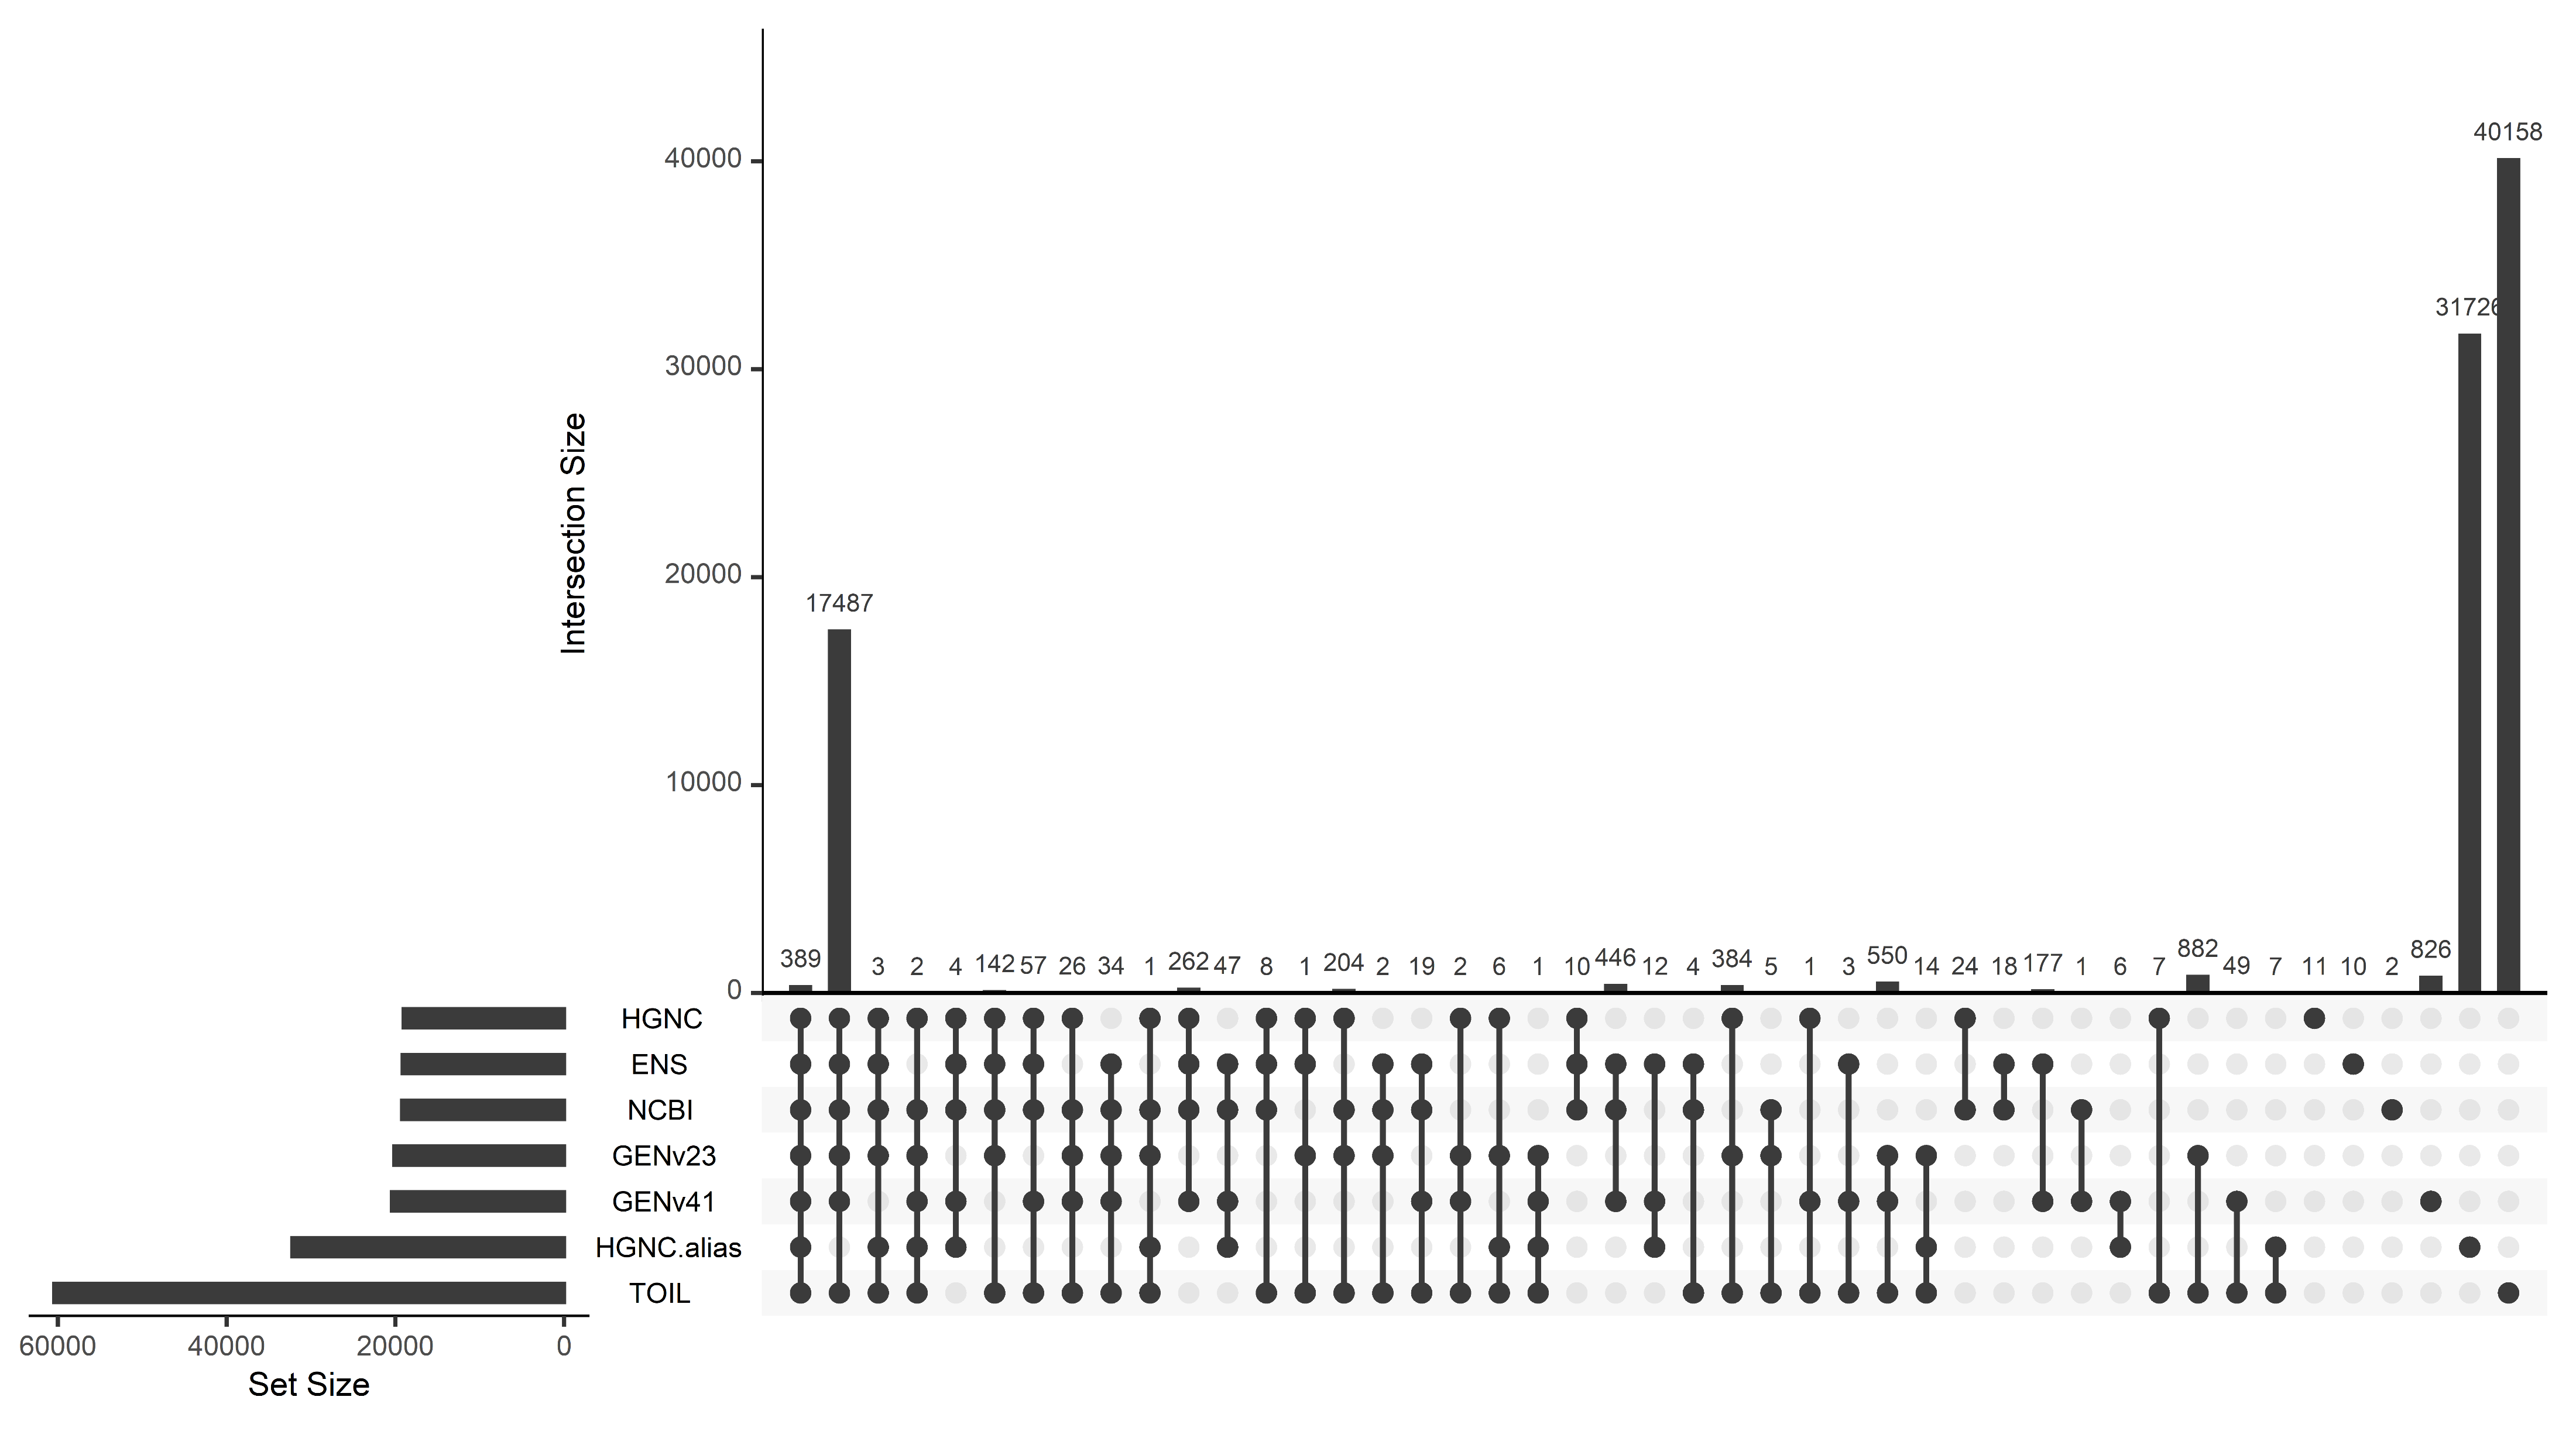 40158
40000
31726
30000
Intersection Size
20000
17487
10000
389 3 2 4 142 57 26 34 1 262 47 8 1 204 2 19 2 6 1 10 446 12 4 384 5 1 3 550 14 24 18 177 1 6 7 882 49 7 11 10 2 826
0
HGNC
ENS
NCBI
GENv23
GENv41
HGNC.alias
TOIL
60000 40000 20000 0
Set Size